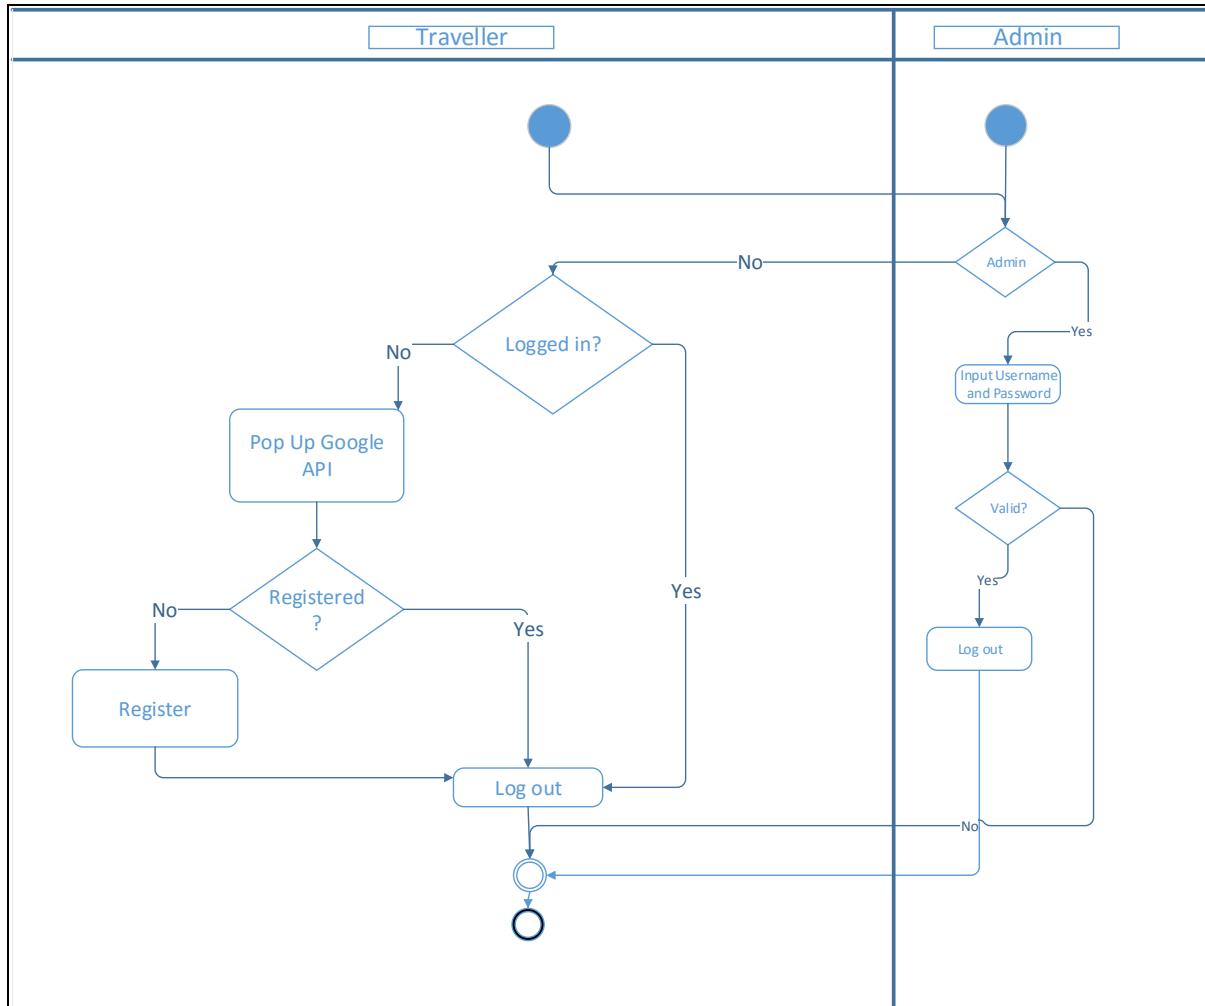 Traveller
Admin
Admin
No
Yes
Logged in?
No
Input Username
and Password
Pop Up Google
API
Valid?
Yes
Yes
Registered
?
No
Yes
Log out
Register
Log out
No